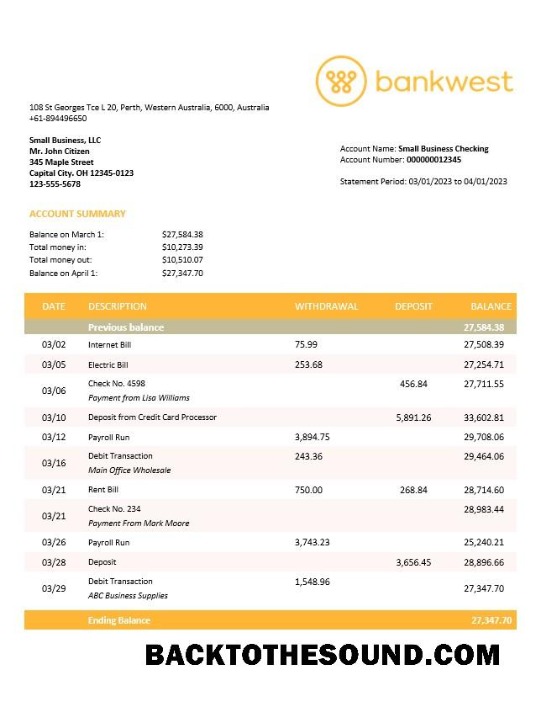 bankwest
108 St Georges Tce L 20, Perth, Western Australia, 6000, Australia
+61-894496650
Small Business, LLC
Mr. John Citizen
345 Maple Street
Capital City. OH 12345-0123
123-555-5678
Account Name: Small Business Checking
Account Number: 000000012345
Statement Period: 03/01/2023 to 04/01/2023
ACCOUNT SUMMARY
Balance on March 1: $27,584.38
Total money in: $10,273.39
Total money out: $10,510.07
Balance on April 1: $27,347.70
DATE DESCRIPTION WITHDRAWAL DEPOSIT BALANCE
Previous balance 27,584.38
03/02 Internet Bill 75.99 27,508.39
03/05 Electric Bill 253.68 27,254.71
03/06 Check No. 4598 456.84 27,711.55
Payment from Lisa Williams
03/10 Deposit from Credit Card Processor 5,891.26 33,602.81
03/12 Payroll Run 3,894.75 29,708.06
03/16 Debit Transaction 243.36 29,464.06
Main Office Wholesale
03/21 Rent Bill 750.00 268.84 28,714.60
03/21 Check No. 234 28,983.44
Payment From Mark Moore
03/26 Payroll Run 3,743.23 25,240.21
03/28 Deposit 3,656.45 28,896.66
03/29 Debit Transaction 1,548.96 27,347.70
ABC Business Supplies
Ending Balance 27,347.70
BACKTOTHESOUND.COM